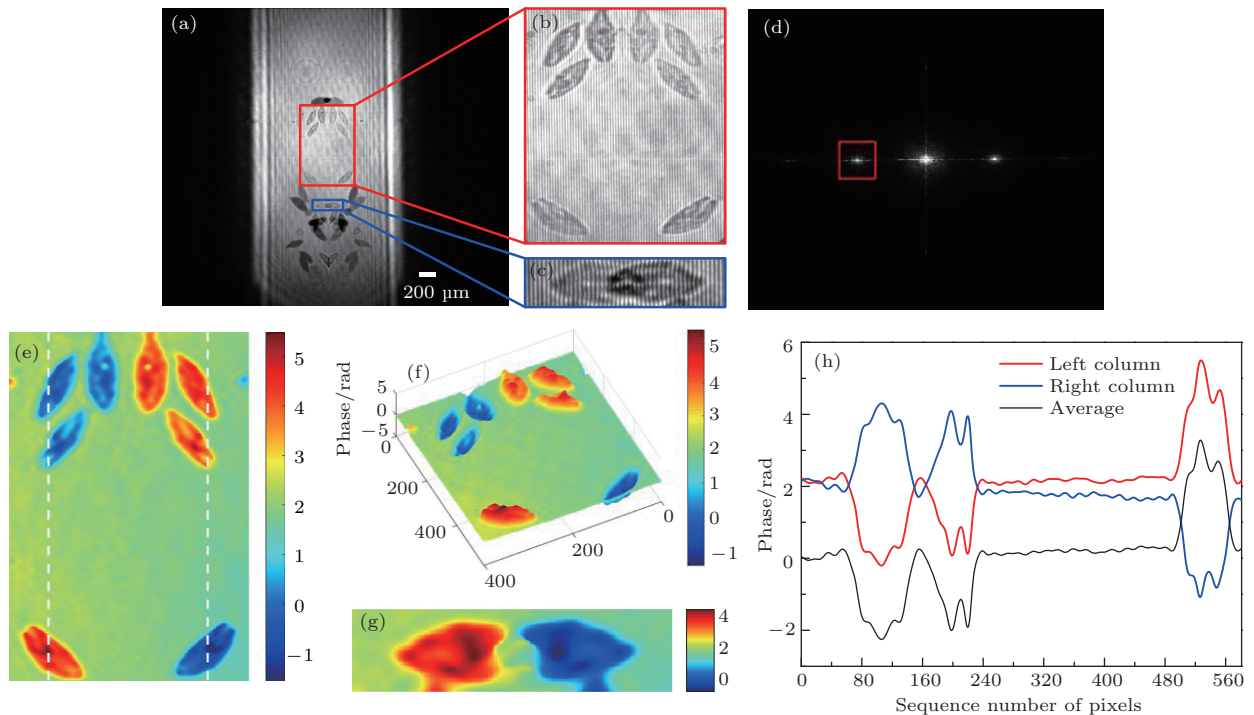 (a)
200 µm
(b)
(c)
(d)
(e)
5
4
3
2
1
0
−1
(f)
Phase/rad
5
0
−5
0
200
400
400
200
0
5
4
3
2
1
0
−1
(g)
4
2
0
(h)
Left column
Right column
Average
Phase/rad
6
4
2
0
−2
0
80
160
240
320
400
480
560
Sequence number of pixels